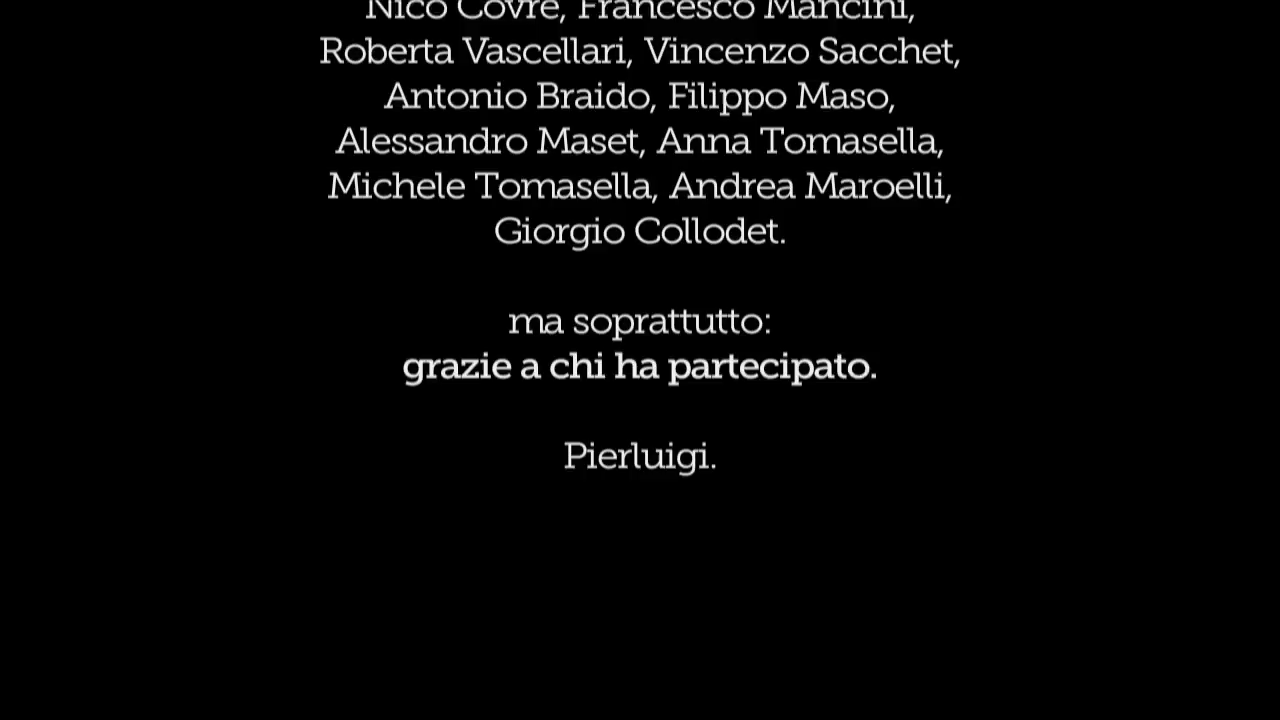 Nico Covre, Francesco Mancini,
Roberta Vascellari, Vincenzo Sacchet,
Antonio Braido, Filippo Maso,
Alessandro Maset, Anna Tomasella,
Michele Tomasella, Andrea Maroelli,
Giorgio Collodet.
ma soprattutto:
grazie a chi ha partecipato.
Pierluigi.